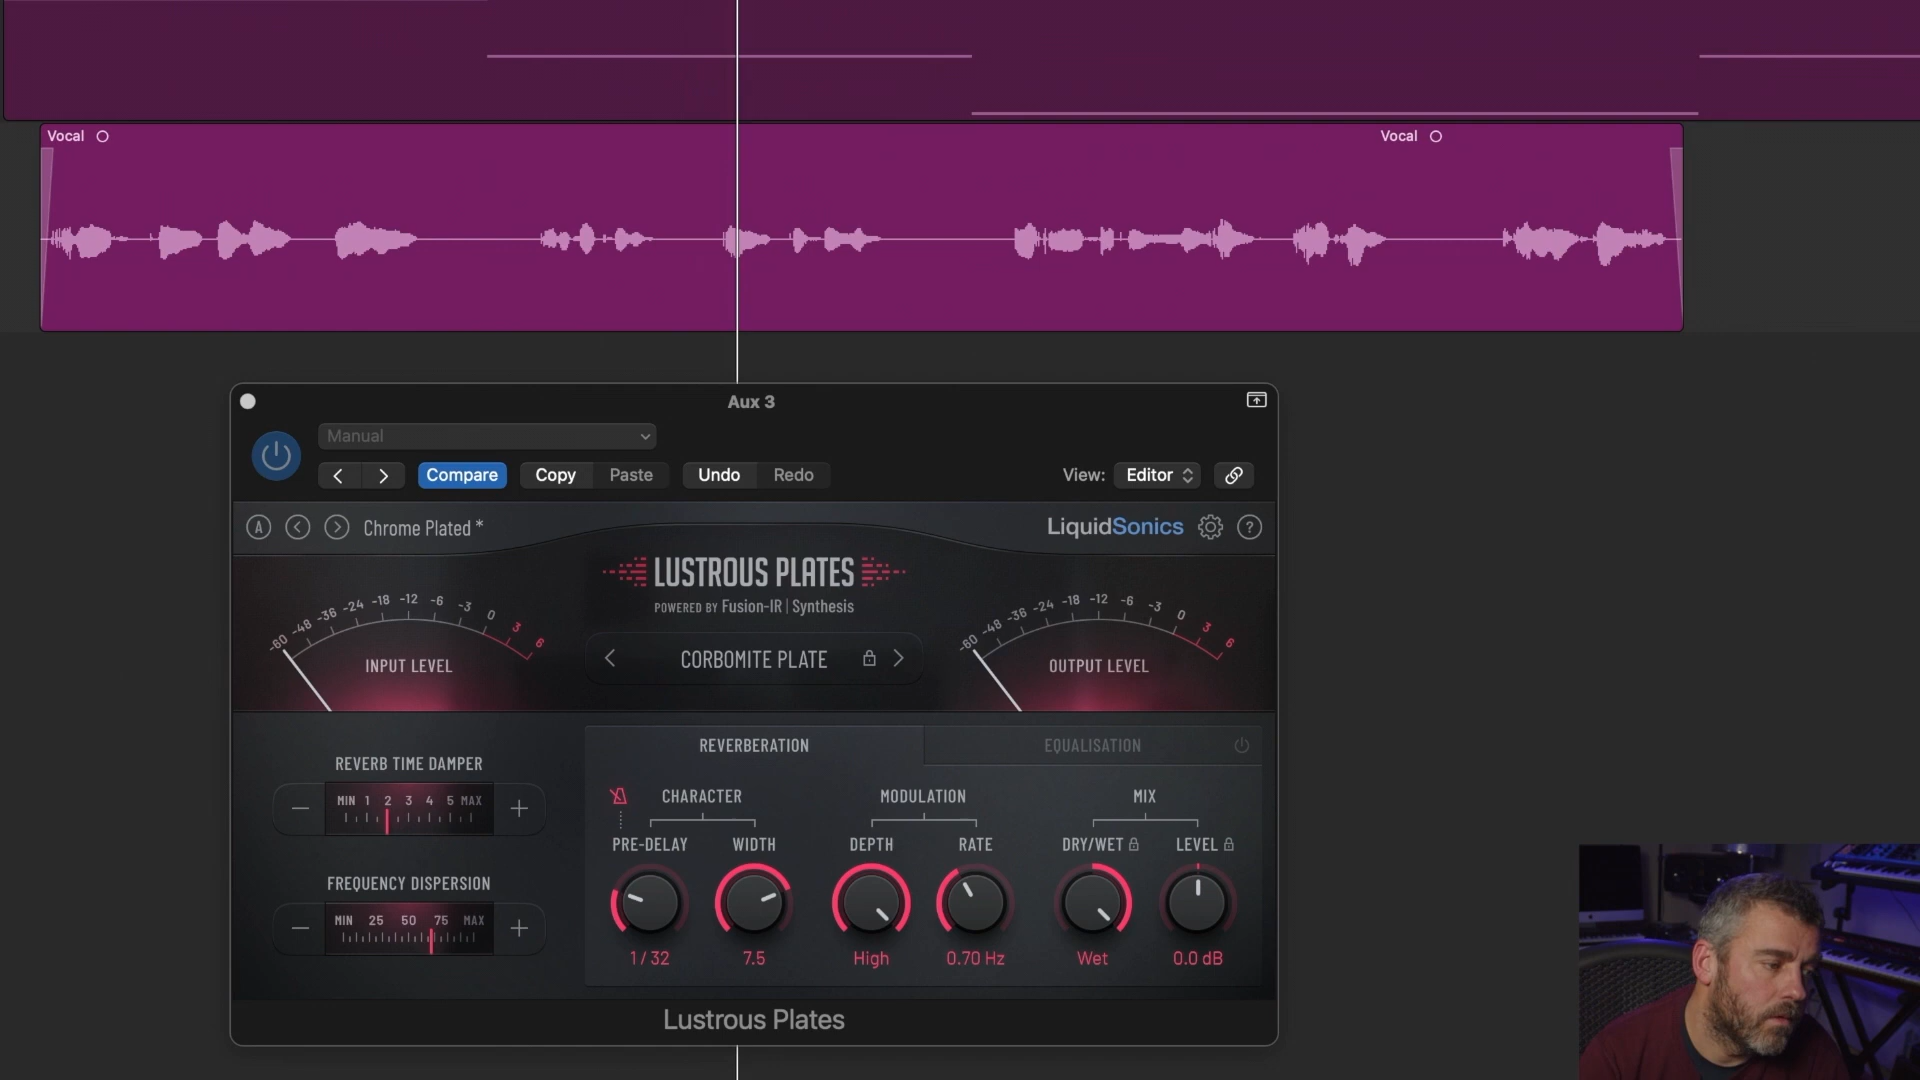 Vocal
Vocal
Aux 3
Manual
Compare Copy Paste Undo Redo View: Editor
A Chrome Plated *
LiquidSonics ?
LUSTROUS PLATES
POWERED BY Fusion-IR | Synthesis
-60 -48 -36 -24 -18 -12 -6 -3 0 3 6
INPUT LEVEL
CORBOMITE PLATE
-60 -48 -36 -24 -18 -12 -6 -3 0 3 6
OUTPUT LEVEL
REVERB TIME DAMPER
MIN 1 2 3 4 5 MAX
FREQUENCY DISPERSION
MIN 25 50 75 MAX
REVERBERATION
EQUALISATION
CHARACTER
MODULATION
MIX
PRE-DELAY WIDTH DEPTH RATE DRY/WET LEVEL
1/32 7.5 High 0.70 Hz Wet 0.0 dB
Lustrous Plates